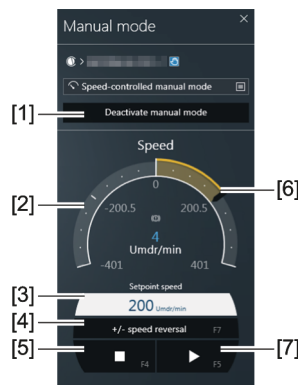 Manual mode
>
Speed-controlled manual mode
[1]
Deactivate manual mode
Speed
[2]
[6]
0
-200.5
200.5
4
Umdr/min
-401
401
[3]
Setpoint speed
200 Umdr/min
[4]
+/- speed reversal F7
[5]
F4
F5
[7]